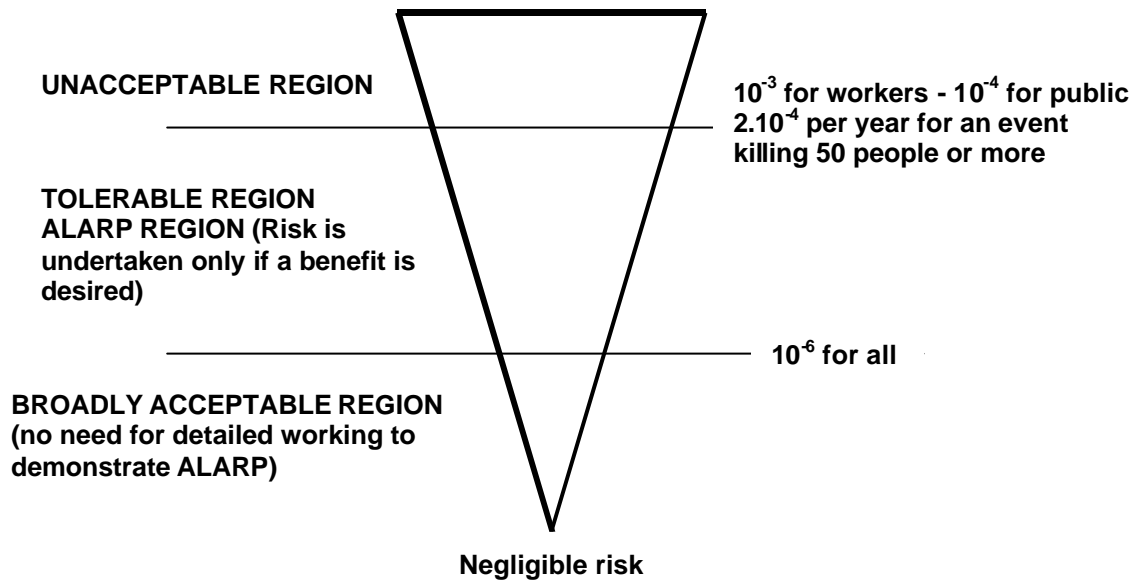 UNACCEPTABLE REGION
10⁻³ for workers - 10⁻⁴ for public
2.10⁻⁴ per year for an event
killing 50 people or more
TOLERABLE REGION
ALARP REGION (Risk is
undertaken only if a benefit is
desired)
10⁻⁶ for all
BROADLY ACCEPTABLE REGION
(no need for detailed working to
demonstrate ALARP)
Negligible risk